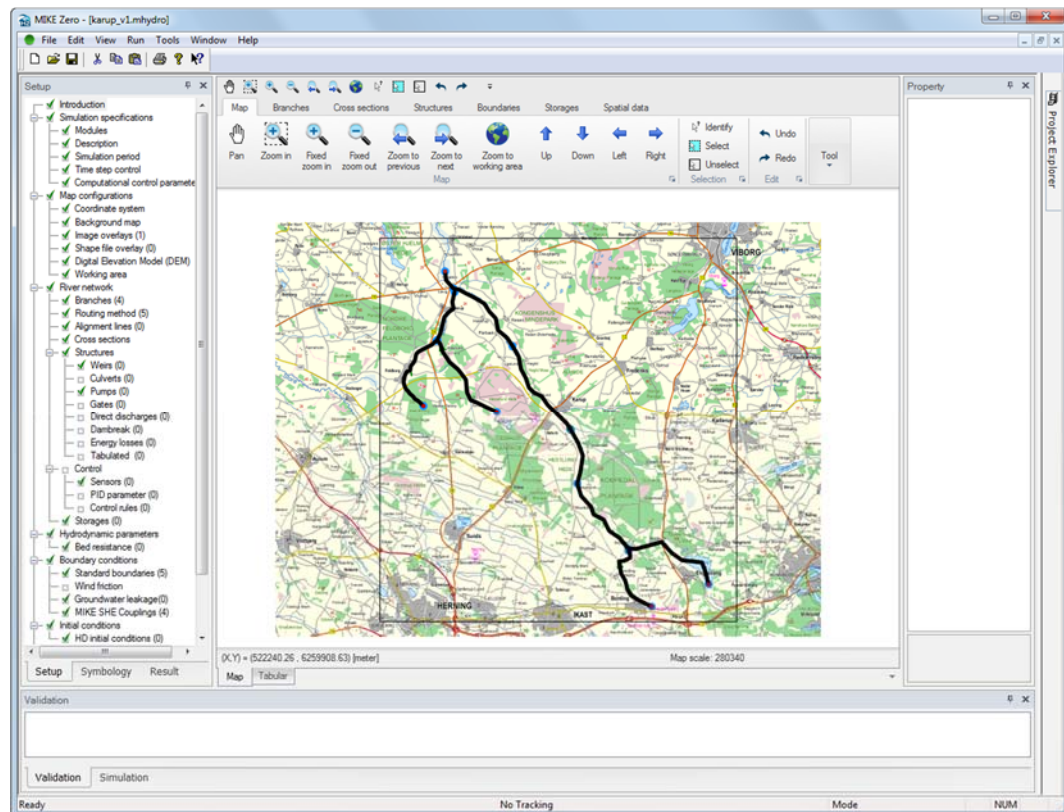 MIKE Zero - [karup_v1.mhydro]
File Edit View Run Tools Window Help
Setup
Introduction
Simulation specifications
Modules
Description
Simulation period
Time step control
Computational control paramete
Map configurations
Coordinate system
Background map
Image overlays (1)
Shape file overlay (0)
Digital Elevation Model (DEM)
Working area
River network
Branches (4)
Routing method (5)
Alignment lines (0)
Cross sections
Structures
Weirs (0)
Culverts (0)
Pumps (0)
Gates (0)
Direct discharges (0)
Dambreak (0)
Energy losses (0)
Tabulated (0)
Control
Sensors (0)
PID parameter (0)
Control rules (0)
Storages (0)
Hydrodynamic parameters
Bed resistance (0)
Boundary conditions
Standard boundaries (5)
Wind friction
Groundwater leakage(0)
MIKE SHE Couplings (4)
Initial conditions
HD initial conditions (0)
Setup Symbology Result
Map Branches Cross sections Structures Boundaries Storages Spatial data
Pan
Zoom in
Fixed zoom in
Fixed zoom out
Zoom to previous
Zoom to next
Zoom to working area
Up
Down
Left
Right
Map
Identify
Select
Unselect
Selection
Undo
Redo
Edit
Tool
VIBORG
Karup
HERNING
IKAST
(X,Y) = (522240.26 , 6259908.63) [meter]
Map scale: 280340
Map Tabular
Property
Project Explorer
Validation
Validation Simulation
Ready
No Tracking
Mode
NUM